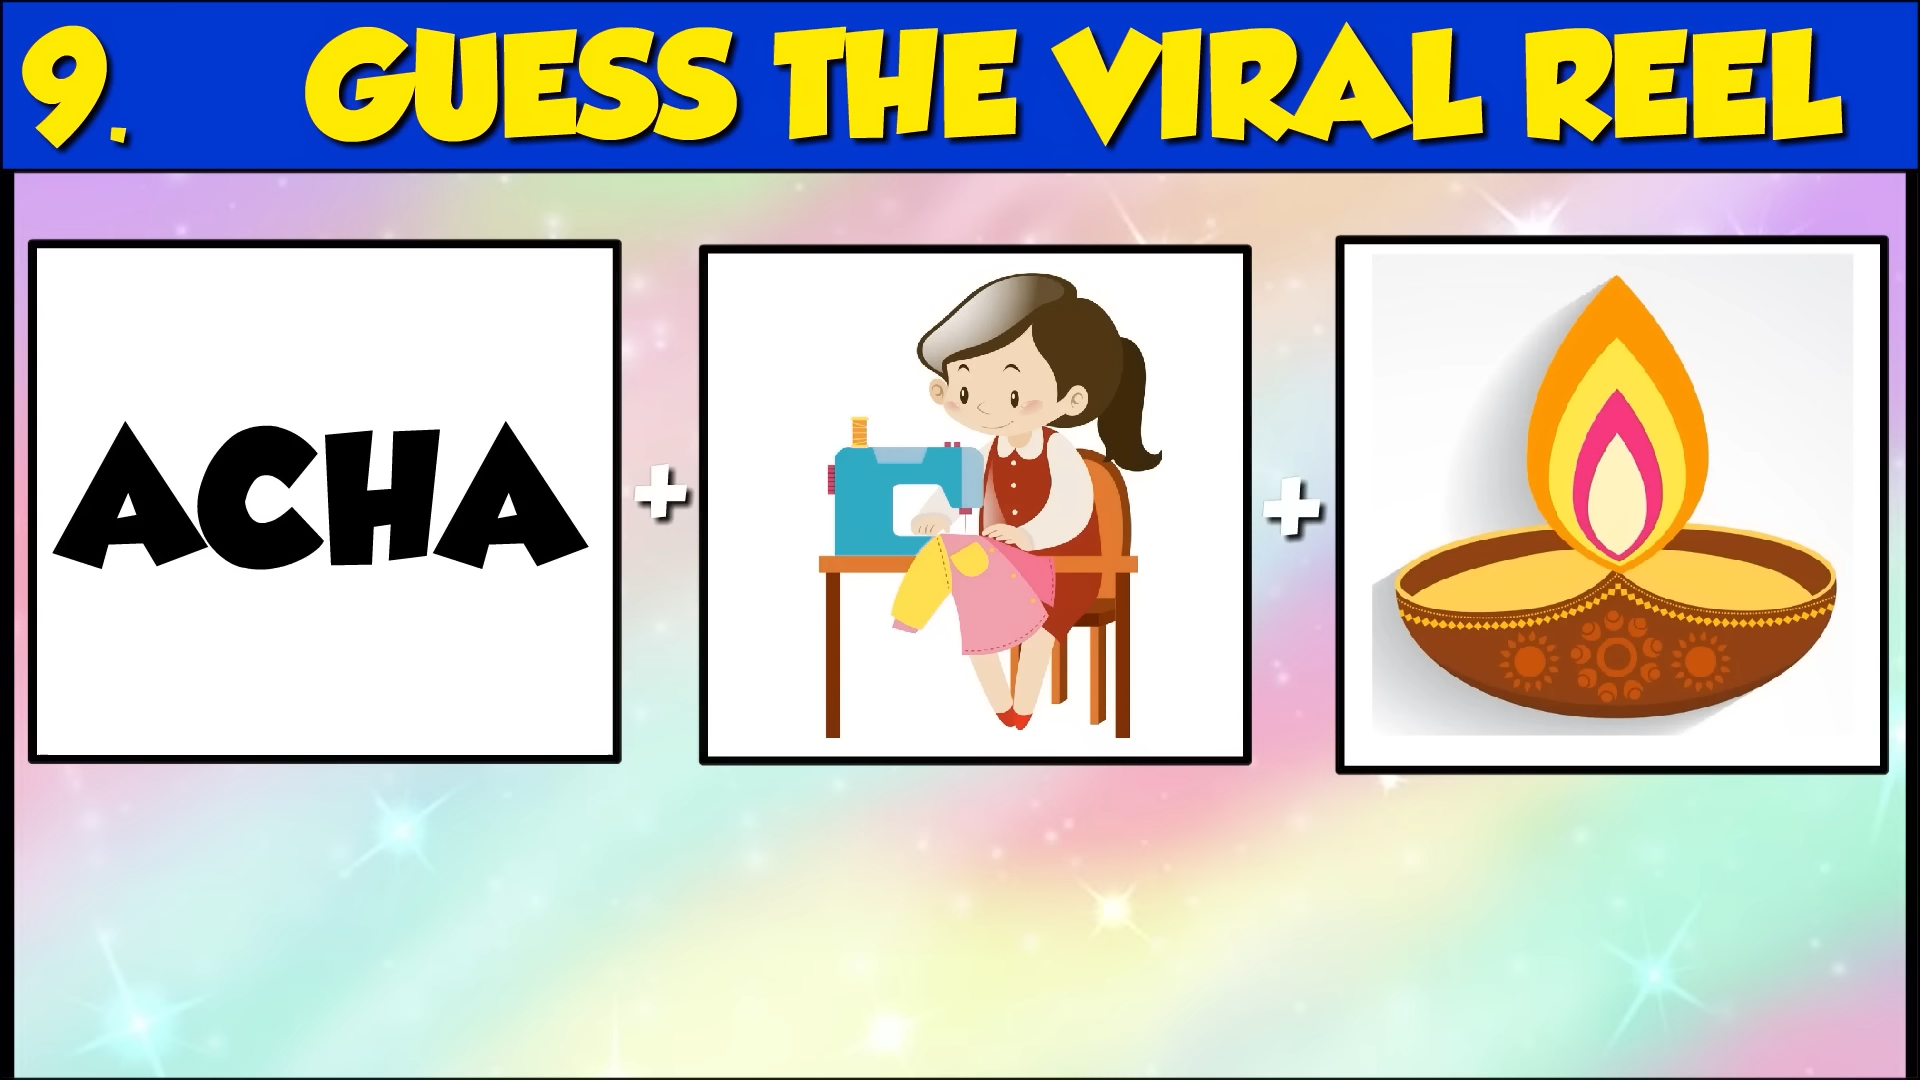 9. GUESS THE VIRAL REEL
ACHA
+
+